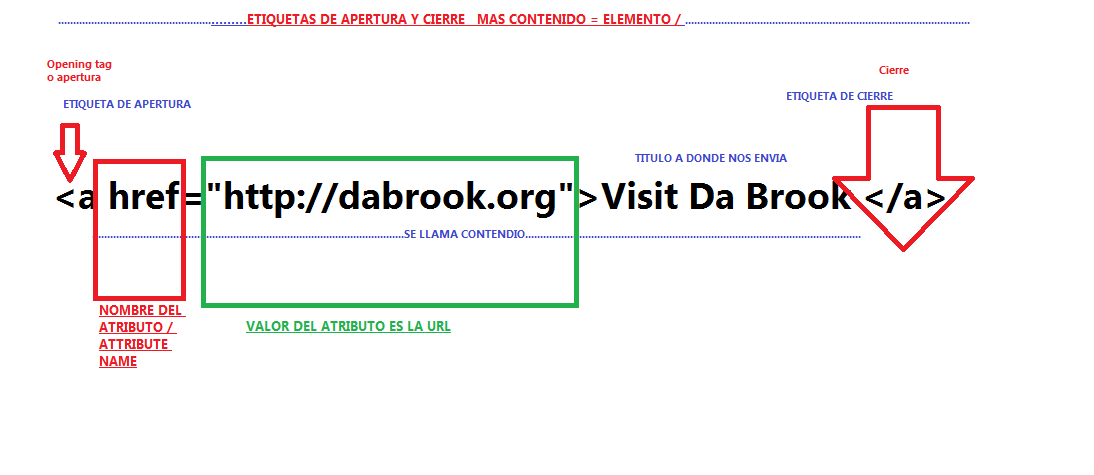 ETIQUETAS DE APERTURA Y CIERRE MAS CONTENIDO = ELEMENTO /
Opening tag
o apertura
Cierre
ETIQUETA DE APERTURA
ETIQUETA DE CIERRE
TITULO A DONDE NOS ENVIA
<a href="http://dabrook.org">Visit Da Brook </a>
SE LLAMA CONTENDIO
NOMBRE DEL
ATRIBUTO /
ATTRIBUTE
NAME
VALOR DEL ATRIBUTO ES LA URL